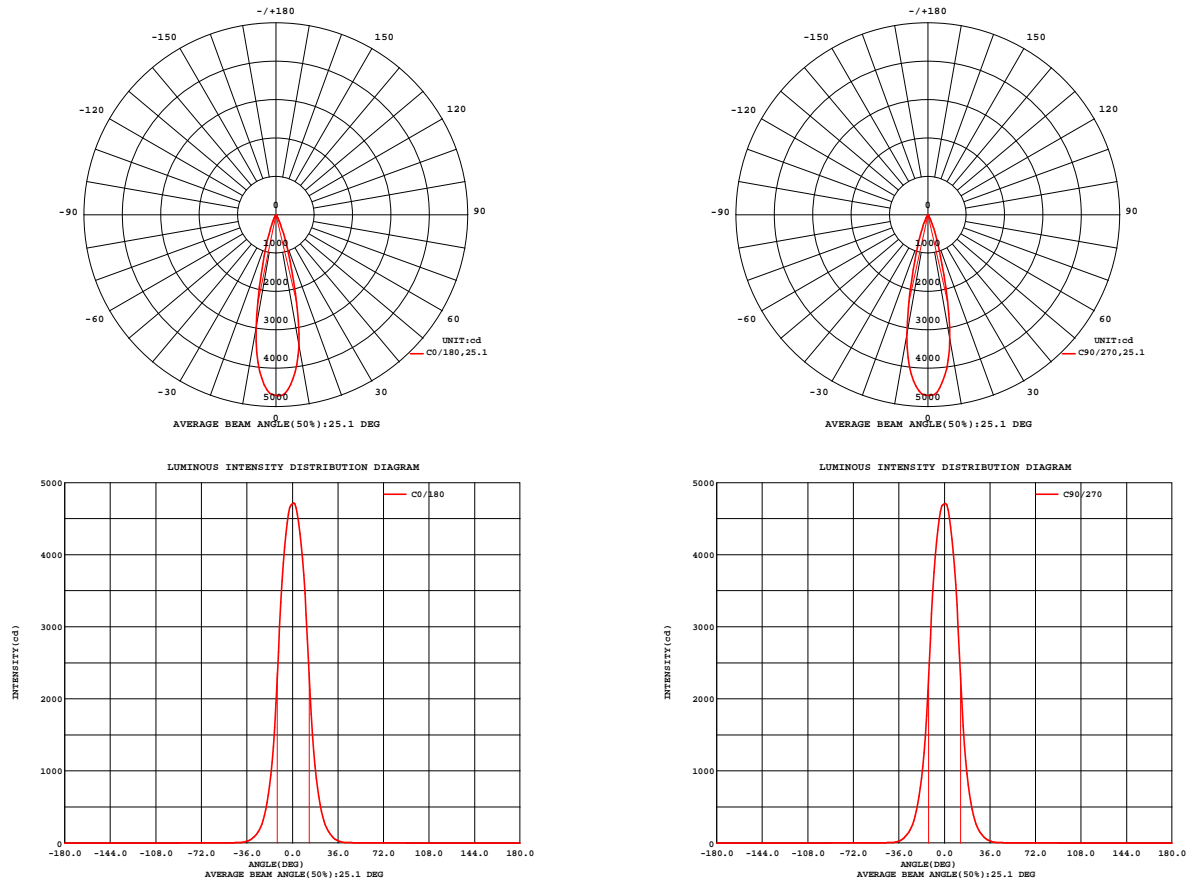 -/+180
-150 150
-120 120
-90 90
-60 60
-30 30
0
1000
2000
3000
4000
5000
0
UNIT:cd
C0/180,25.1
AVERAGE BEAM ANGLE(50%):25.1 DEG
-/+180
-150 150
-120 120
-90 90
-60 60
-30 30
0
1000
2000
3000
4000
5000
0
UNIT:cd
C90/270,25.1
AVERAGE BEAM ANGLE(50%):25.1 DEG
LUMINOUS INTENSITY DISTRIBUTION DIAGRAM
C0/180
5000
4000
3000
2000
1000
0
INTENSITY(cd)
-180.0 -144.0 -108.0 -72.0 -36.0 0.0 36.0 72.0 108.0 144.0 180.0
ANGLE(DEG)
AVERAGE BEAM ANGLE(50%):25.1 DEG
LUMINOUS INTENSITY DISTRIBUTION DIAGRAM
C90/270
5000
4000
3000
2000
1000
0
INTENSITY(cd)
-180.0 -144.0 -108.0 -72.0 -36.0 0.0 36.0 72.0 108.0 144.0 180.0
ANGLE(DEG)
AVERAGE BEAM ANGLE(50%):25.1 DEG